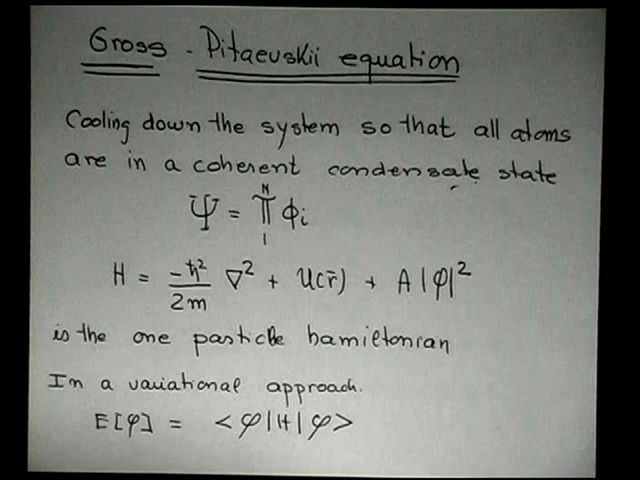 Gross - Pitaevskii equation
Cooling down the system so that all atoms
are in a coherent condensate state
Ψ = ∏₁ᴺ ϕi
H = -ħ²/2m ∇² + U(r̄) + A|φ|²
is the one particle hamiltonian
In a variational approach.
E[φ] = <φ|H|φ>